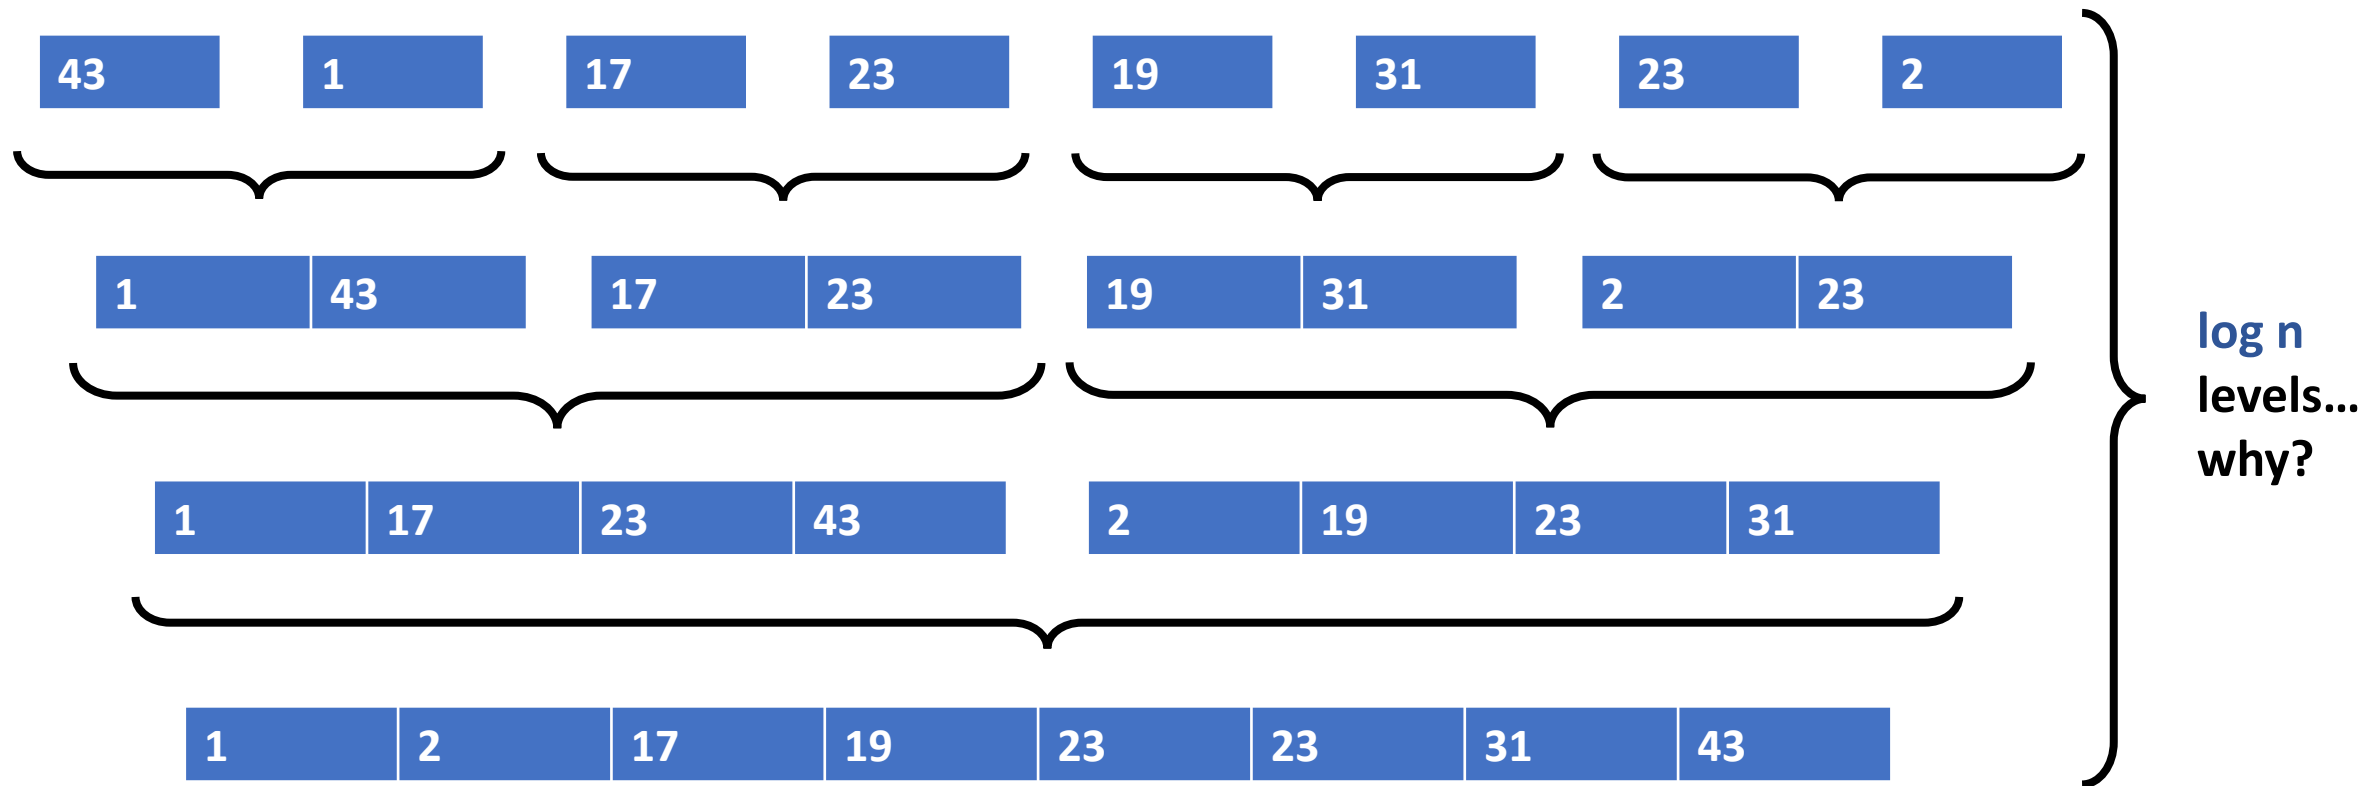 43 1 17 23 19 31 23 2
1 43 17 23 19 31 2 23
log n
levels...
why?
1 17 23 43 2 19 23 31
1 2 17 19 23 23 31 43